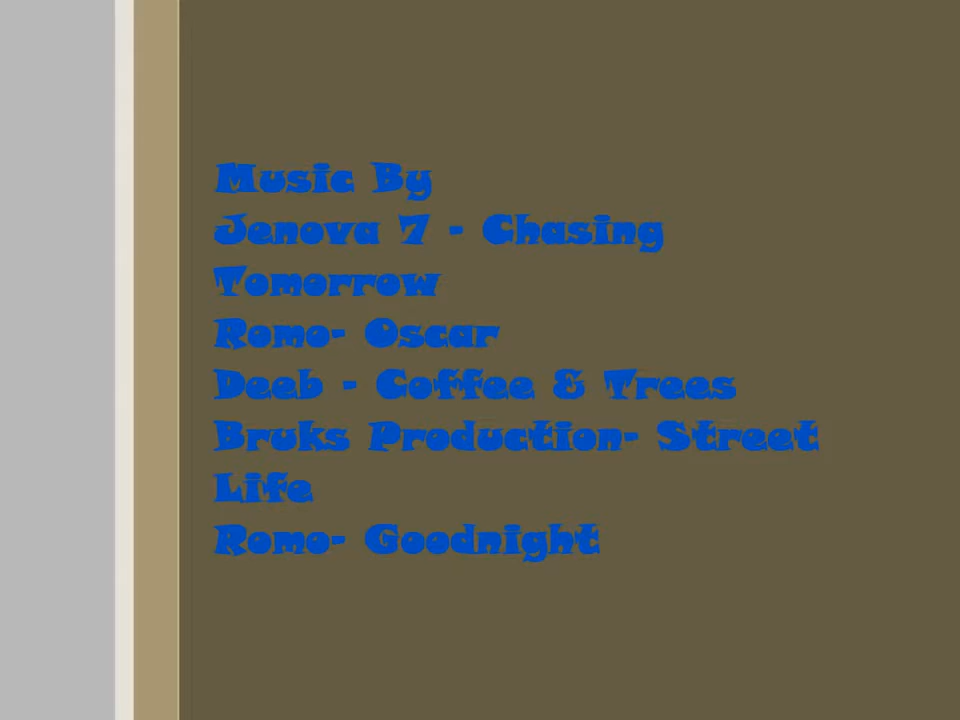 Music By
Jenova 7 - Chasing
Tomorrow
Romo- Oscar
Deeb - Coffee & Trees
Bruks Production- Street
Life
Romo- Goodnight